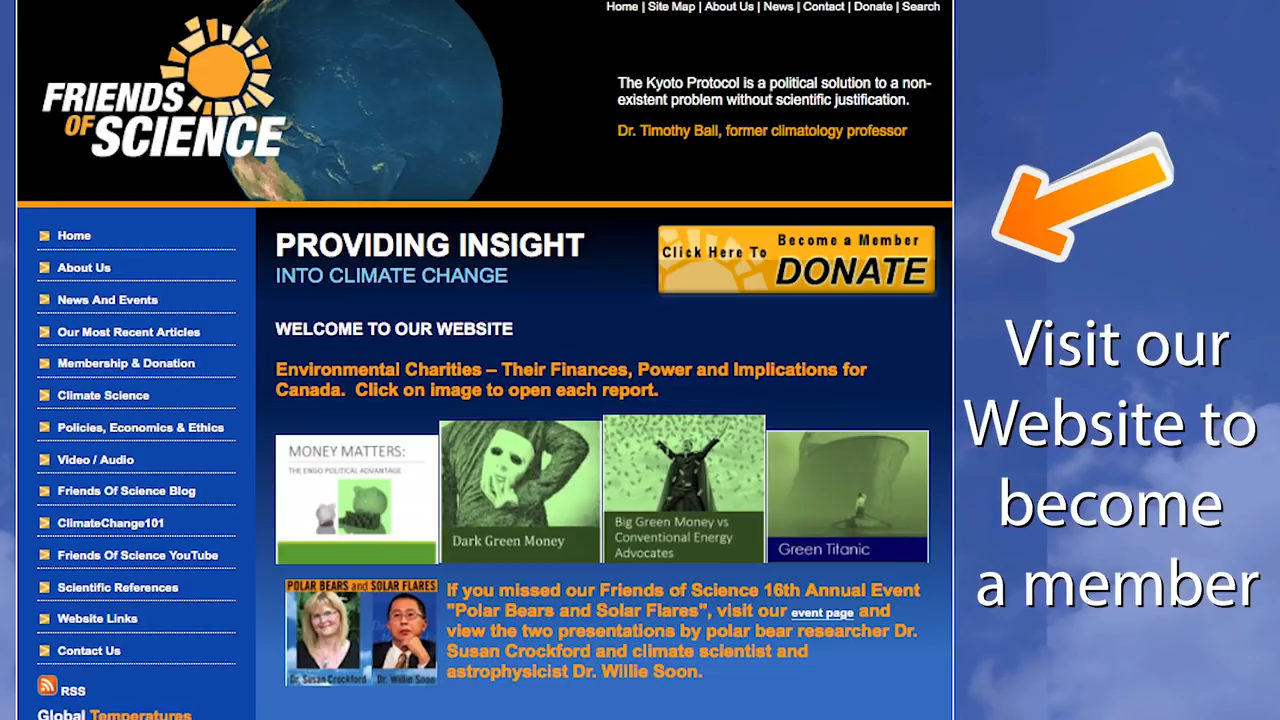 Home | Site Map | About Us | News | Contact | Donate | Search
FRIENDS
OF SCIENCE
The Kyoto Protocol is a political solution to a non-
existent problem without scientific justification.
Dr. Timothy Ball, former climatology professor
Home
About Us
News And Events
Our Most Recent Articles
Membership & Donation
Climate Science
Policies, Economics & Ethics
Video / Audio
Friends Of Science Blog
ClimateChange101
Friends Of Science YouTube
Scientific References
Website Links
Contact Us
RSS
Global Temperatures
PROVIDING INSIGHT
INTO CLIMATE CHANGE
Click Here To
Become a Member
DONATE
WELCOME TO OUR WEBSITE
Environmental Charities – Their Finances, Power and Implications for
Canada. Click on image to open each report.
MONEY MATTERS:
THE ENGO POLITICAL ADVANTAGE
Dark Green Money
Big Green Money vs
Conventional Energy
Advocates
Green Titanic
POLAR BEARS and SOLAR FLARES
Dr. Susan Crockford Dr. Willie Soon
If you missed our Friends of Science 16th Annual Event
"Polar Bears and Solar Flares", visit our event page and
view the two presentations by polar bear researcher Dr.
Susan Crockford and climate scientist and
astrophysicist Dr. Willie Soon.
Visit our
Website to
become
a member